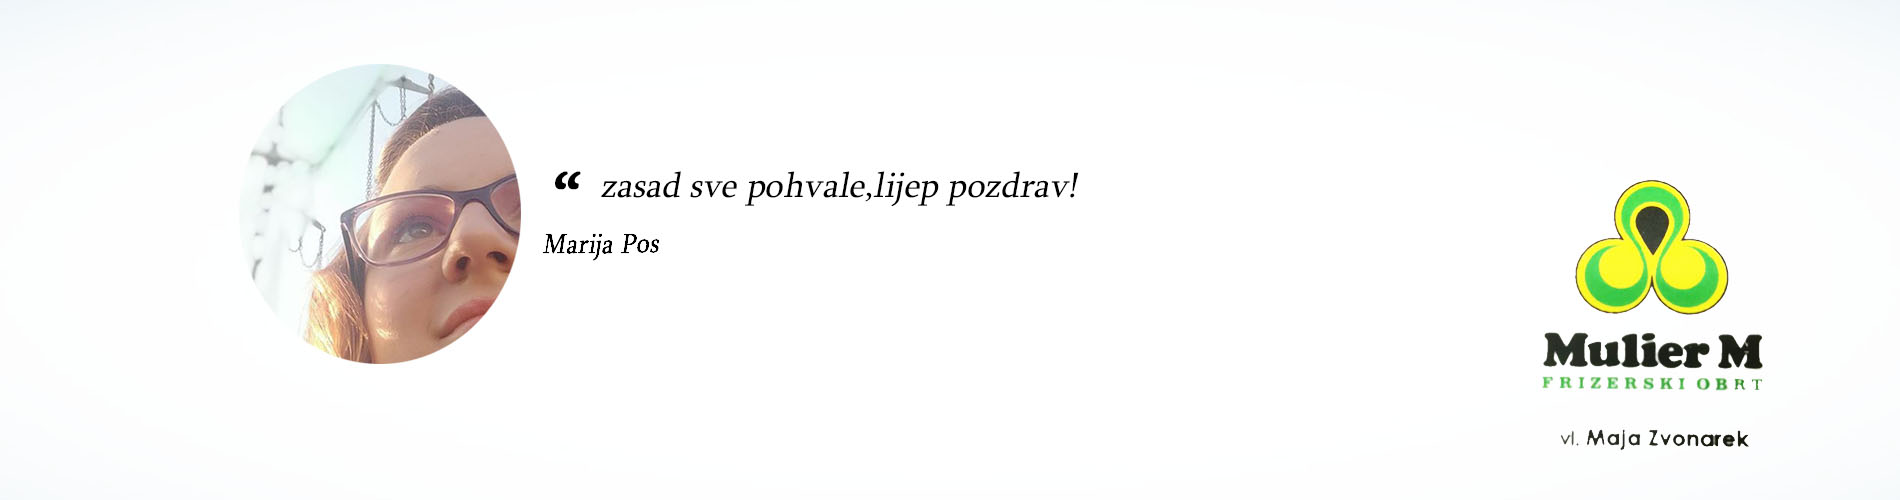 “ zasad sve pohvale,lijep pozdrav!
Marija Pos
Mulier M
FRIZERSKI OBRT
vl. Maja Zvonarek